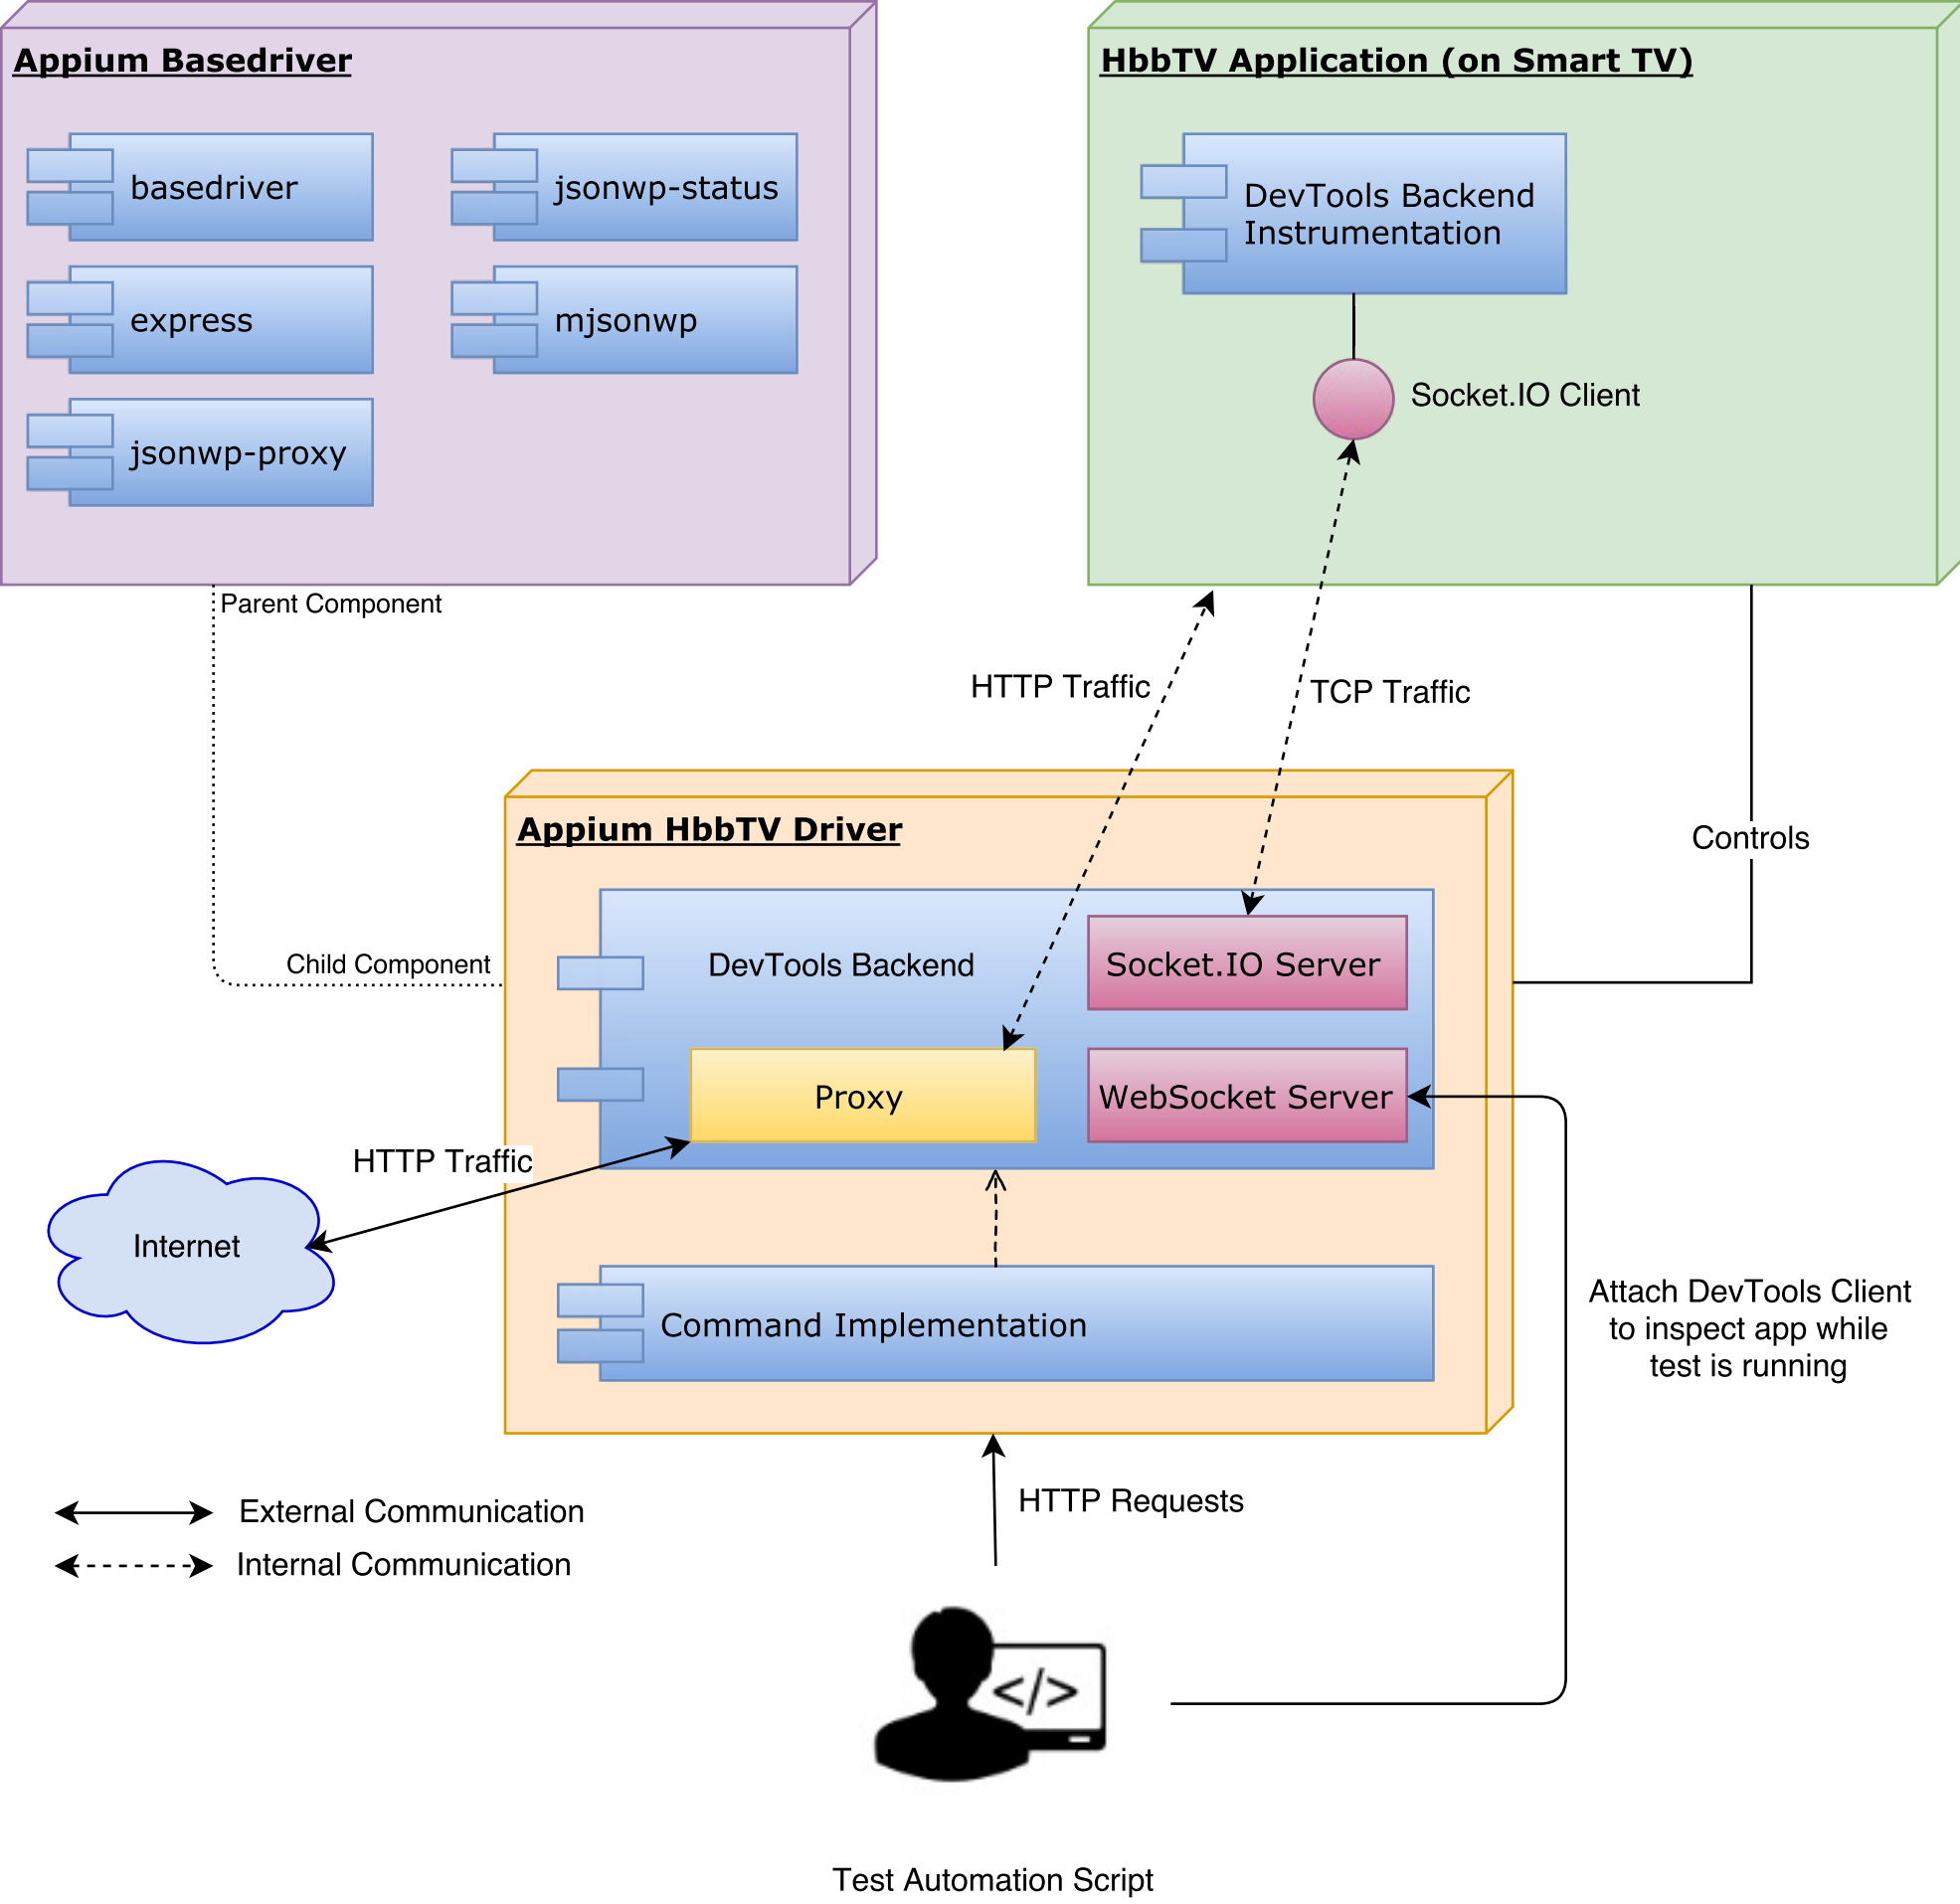 Appium Basedriver
basedriver
jsonwp-status
express
mjsonwp
jsonwp-proxy
HbbTV Application (on Smart TV)
DevTools Backend
Instrumentation
Socket.IO Client
Parent Component
Child Component
HTTP Traffic
TCP Traffic
Controls
Appium HbbTV Driver
DevTools Backend
Socket.IO Server
Proxy
WebSocket Server
HTTP Traffic
Internet
Command Implementation
Attach DevTools Client
to inspect app while
test is running
HTTP Requests
External Communication
Internal Communication
</>
Test Automation Script